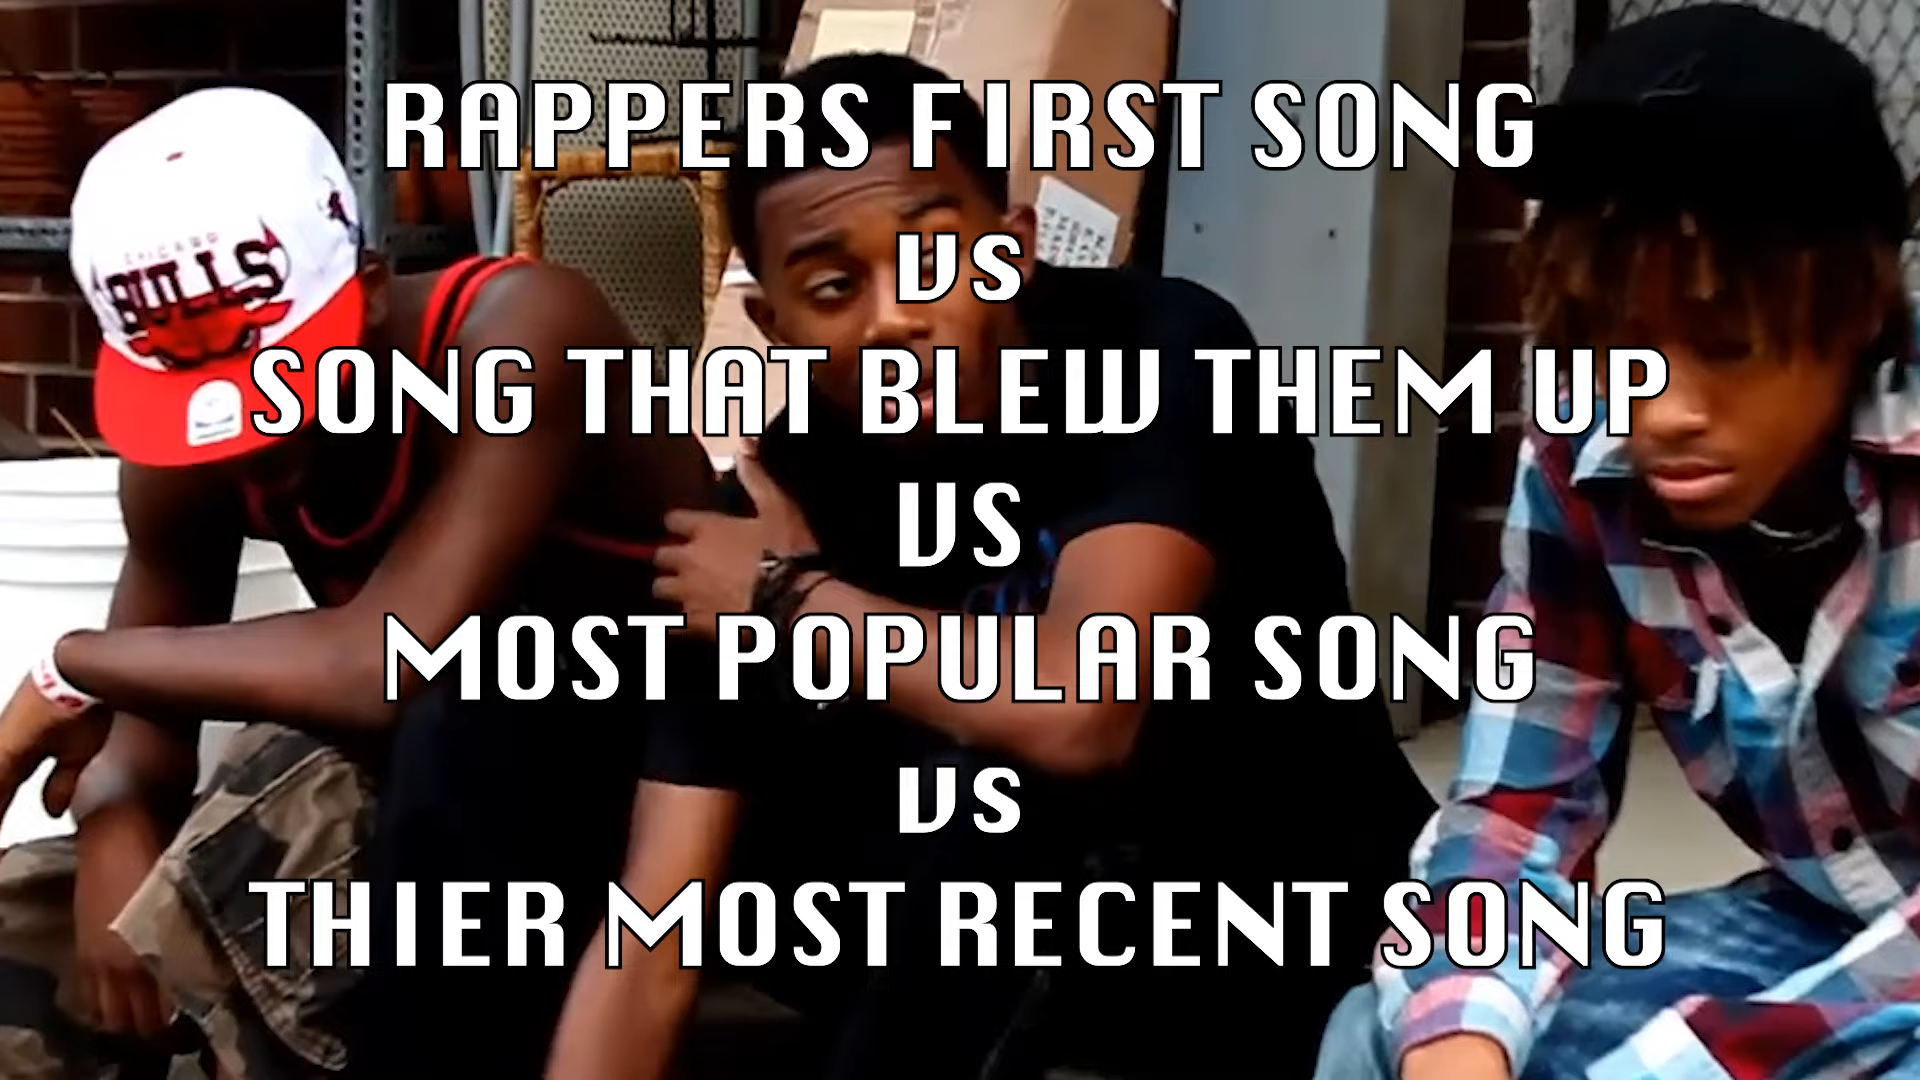 RAPPERS FIRST SONG
VS
SONG THAT BLEW THEM UP
VS
MOST POPULAR SONG
VS
THIER MOST RECENT SONG
CHICAGO
BULLS